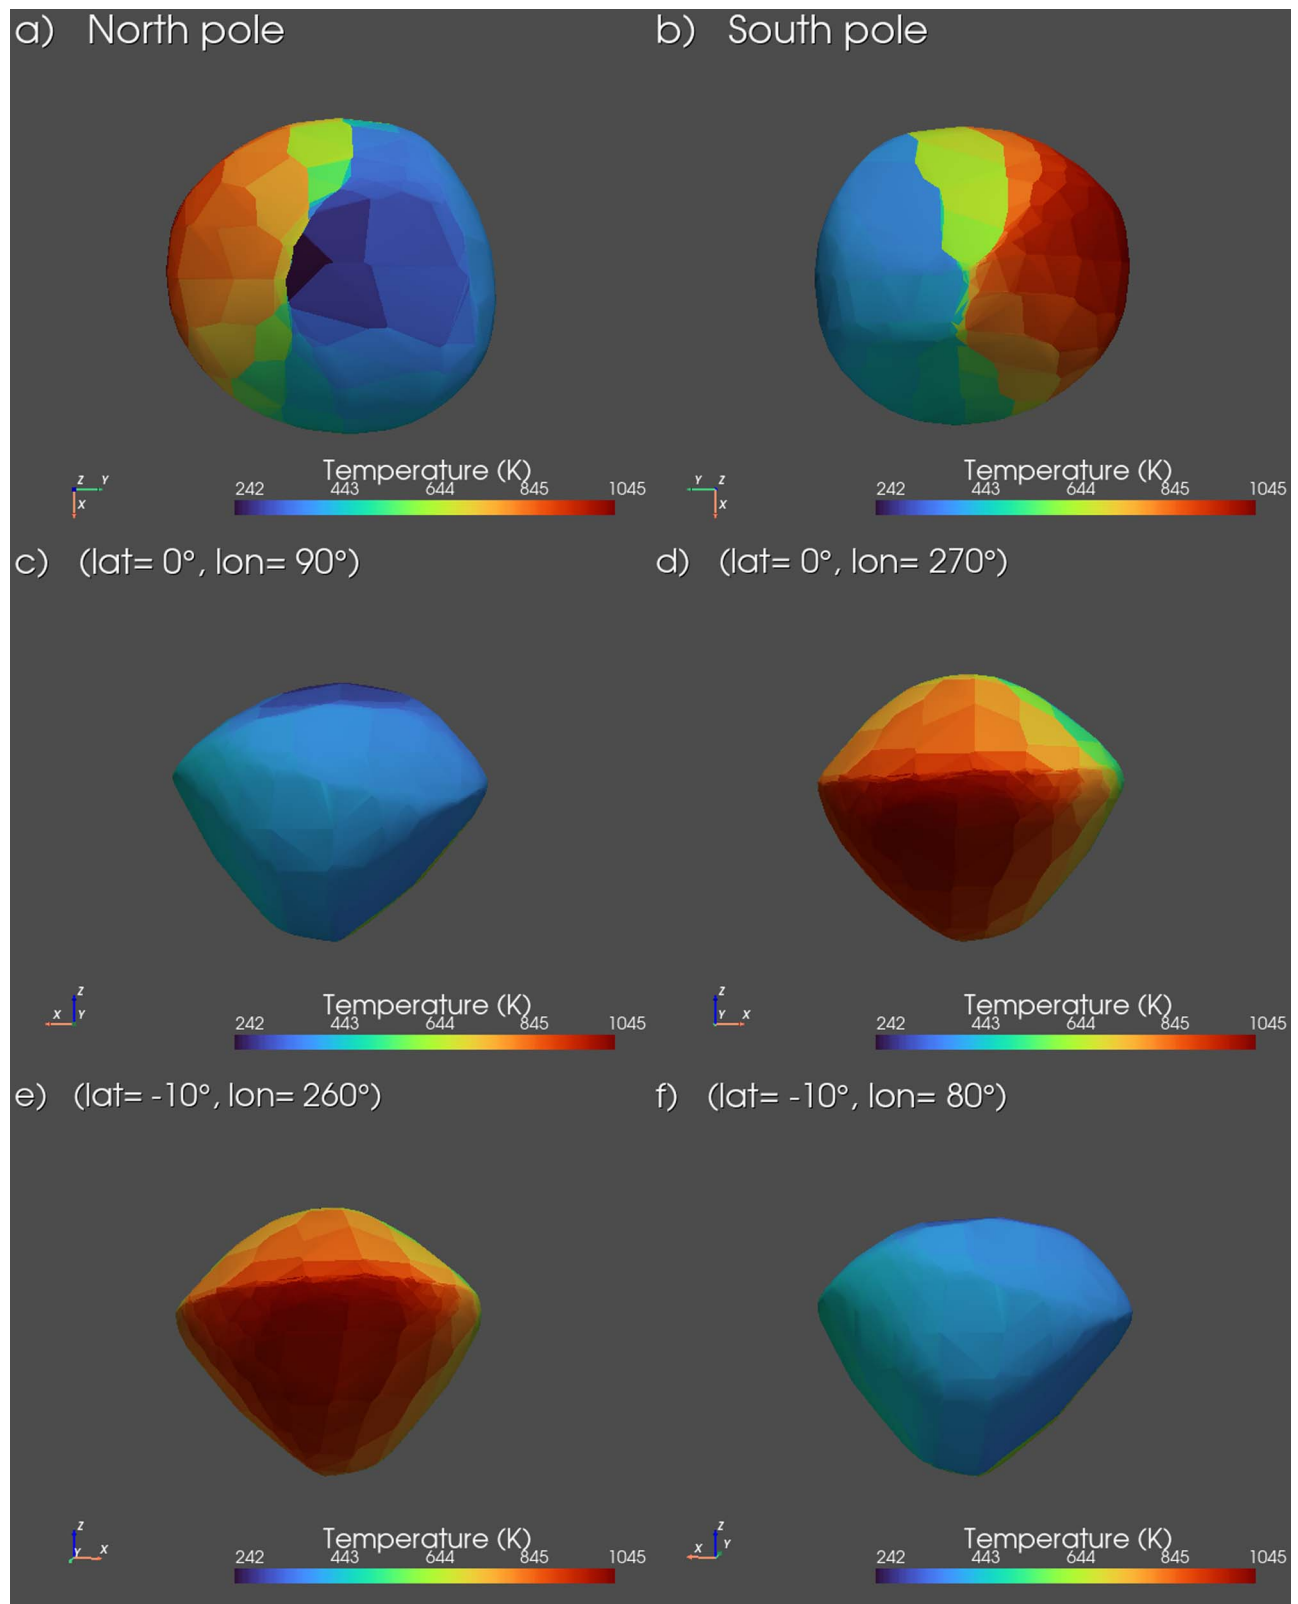 a) North pole
Z Y
X
Temperature (K)
242 443 644 845 1045
b) South pole
Y Z
X
Temperature (K)
242 443 644 845 1045
c) (lat= 0°, lon= 90°)
Z
X Y
Temperature (K)
242 443 644 845 1045
d) (lat= 0°, lon= 270°)
Z
Y X
Temperature (K)
242 443 644 845 1045
e) (lat= -10°, lon= 260°)
Z
Y X
Temperature (K)
242 443 644 845 1045
f) (lat= -10°, lon= 80°)
Z
X Y
Temperature (K)
242 443 644 845 1045